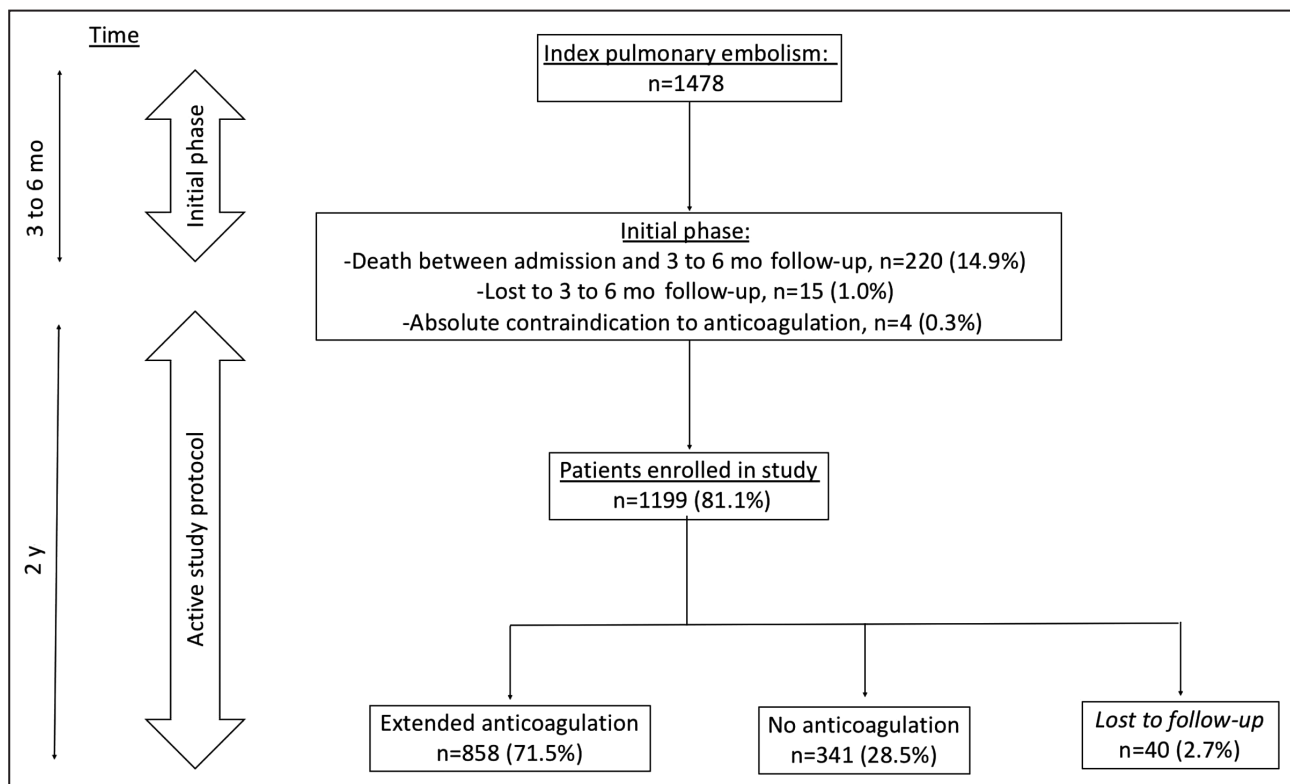 Time
Index pulmonary embolism:
n=1478
3 to 6 mo
Initial phase
Initial phase:
-Death between admission and 3 to 6 mo follow-up, n=220 (14.9%)
-Lost to 3 to 6 mo follow-up, n=15 (1.0%)
-Absolute contraindication to anticoagulation, n=4 (0.3%)
2 y
Active study protocol
Patients enrolled in study
n=1199 (81.1%)
Extended anticoagulation
n=858 (71.5%)
No anticoagulation
n=341 (28.5%)
Lost to follow-up
n=40 (2.7%)